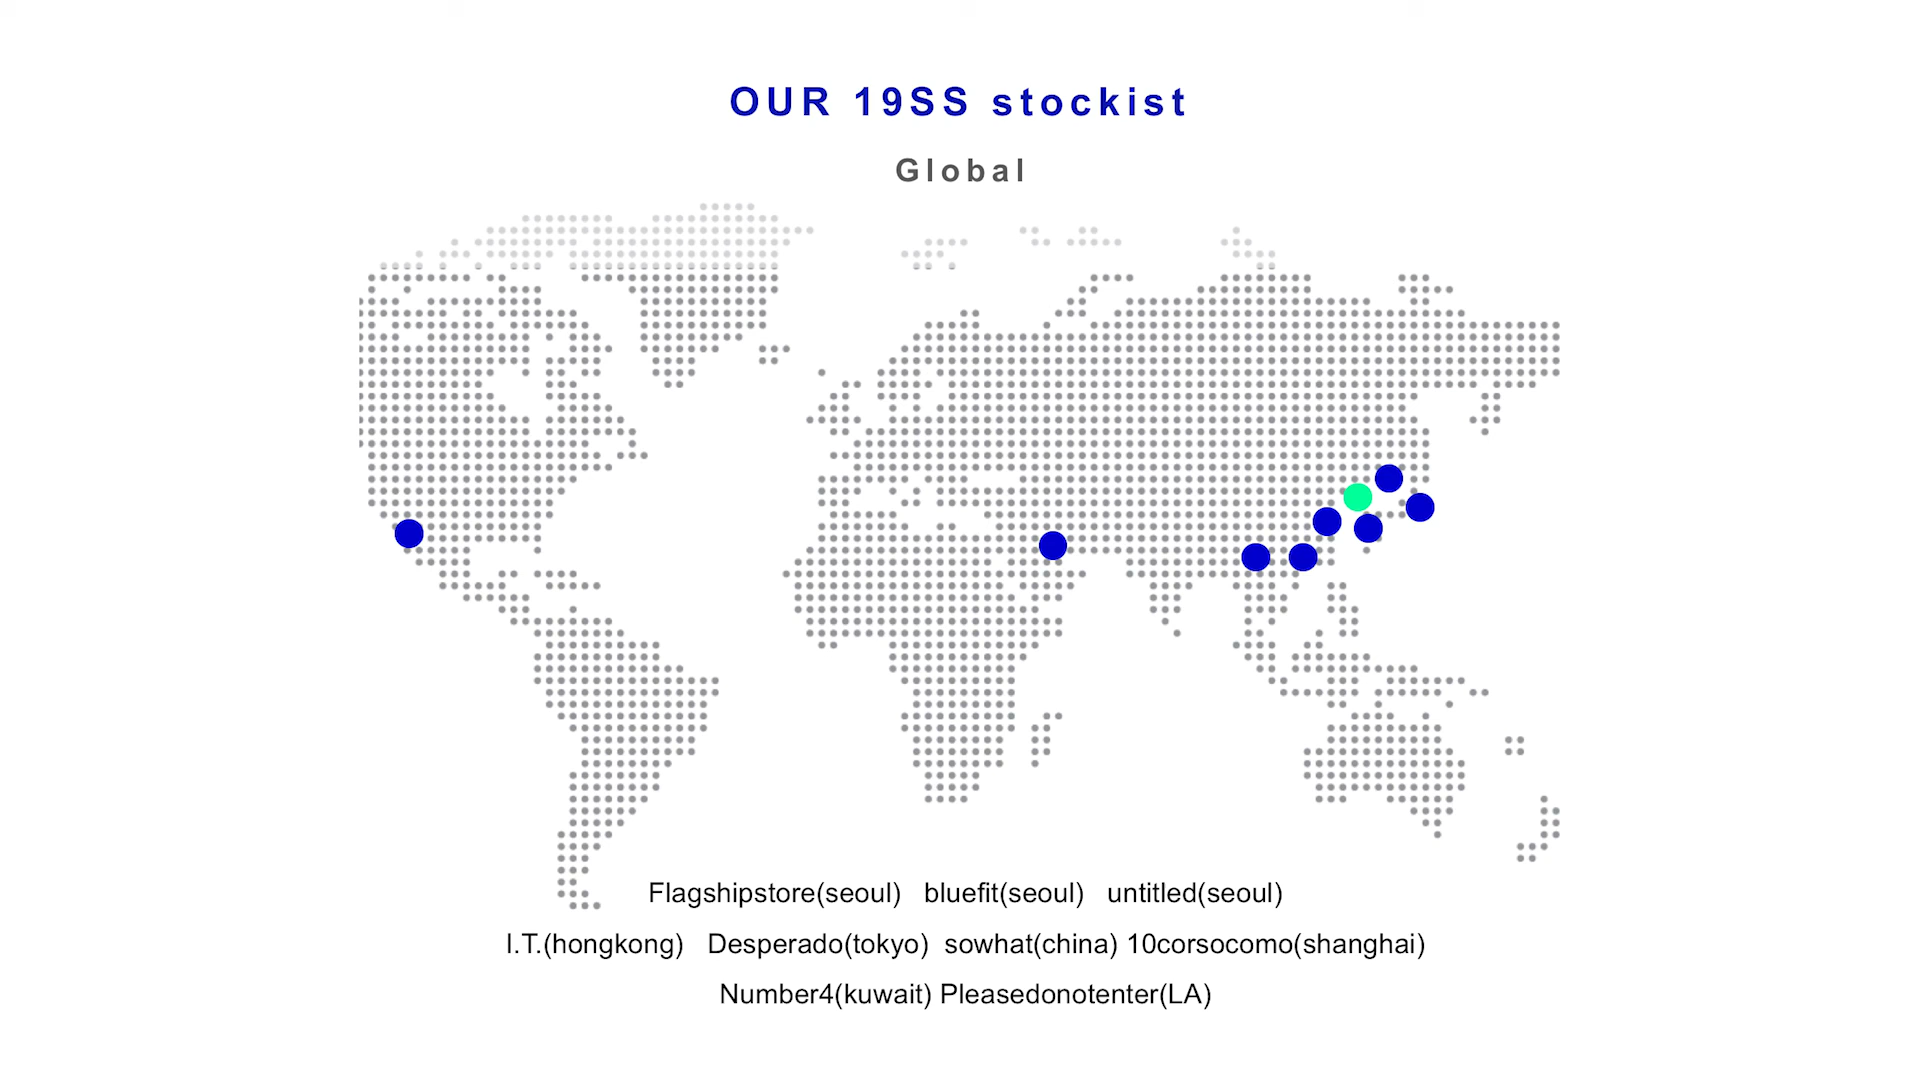 OUR 19SS stockist
Global
Flagshipstore(seoul) bluefit(seoul) untitled(seoul)
I.T.(hongkong) Desperado(tokyo) sowhat(china) 10corsocomo(shanghai)
Number4(kuwait) Pleasedonotenter(LA)